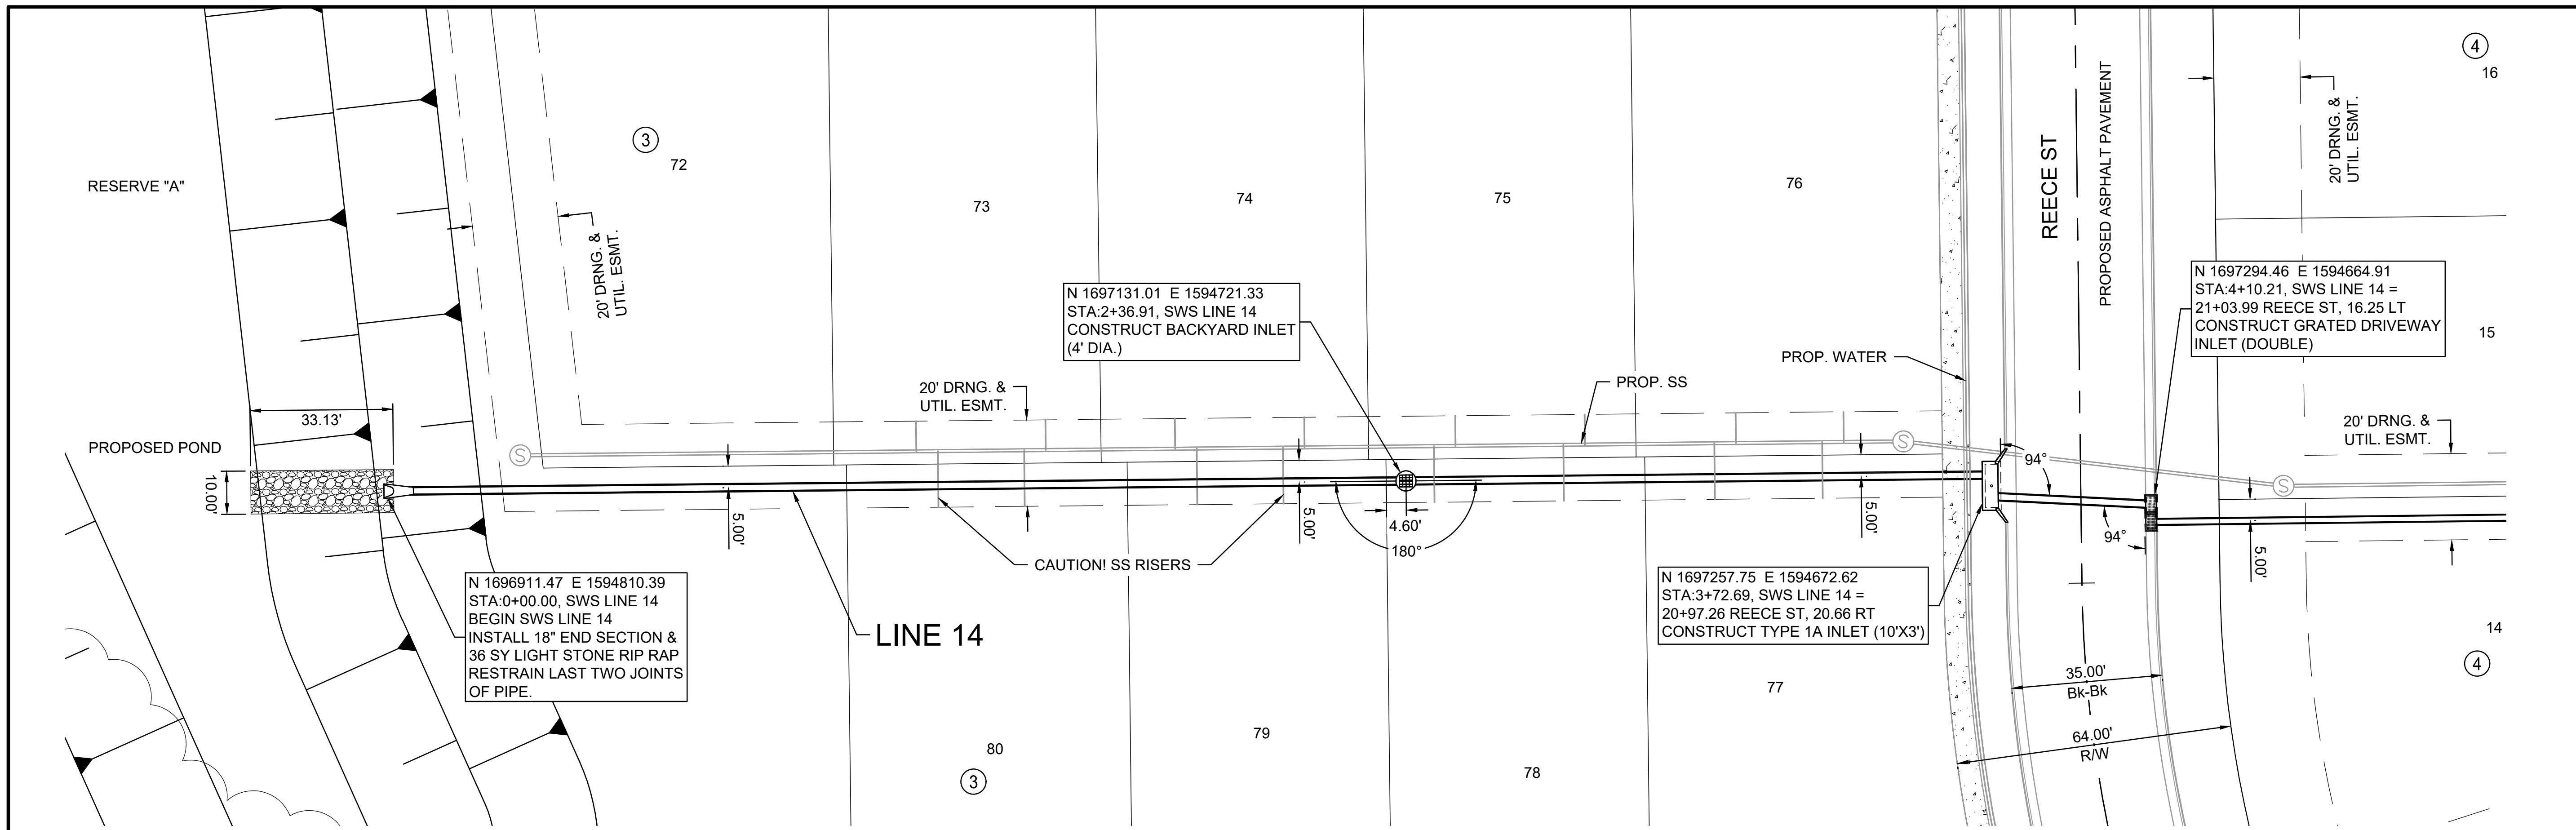 RESERVE "A"
PROPOSED POND
33.13'
10.00'
N 1696911.47 E 1594810.39
STA:0+00.00, SWS LINE 14
BEGIN SWS LINE 14
INSTALL 18" END SECTION &
36 SY LIGHT STONE RIP RAP
RESTRAIN LAST TWO JOINTS
OF PIPE.
20' DRNG. &
UTIL. ESMT.
3
72
73
74
75
76
20' DRNG. &
UTIL. ESMT.
N 1697131.01 E 1594721.33
STA:2+36.91, SWS LINE 14
CONSTRUCT BACKYARD INLET
(4' DIA.)
PROP. SS
PROP. WATER
S
S
S
5.00'
5.00'
4.60'
180°
5.00'
CAUTION! SS RISERS
LINE 14
80
3
79
78
77
N 1697257.75 E 1594672.62
STA:3+72.69, SWS LINE 14 =
20+97.26 REECE ST, 20.66 RT
CONSTRUCT TYPE 1A INLET (10'X3')
REECE ST
PROPOSED ASPHALT PAVEMENT
94°
94°
35.00'
Bk-Bk
64.00'
R/W
N 1697294.46 E 1594664.91
STA:4+10.21, SWS LINE 14 =
21+03.99 REECE ST, 16.25 LT
CONSTRUCT GRATED DRIVEWAY
INLET (DOUBLE)
20' DRNG. &
UTIL. ESMT.
4
16
15
20' DRNG. &
UTIL. ESMT.
5.00'
14
4